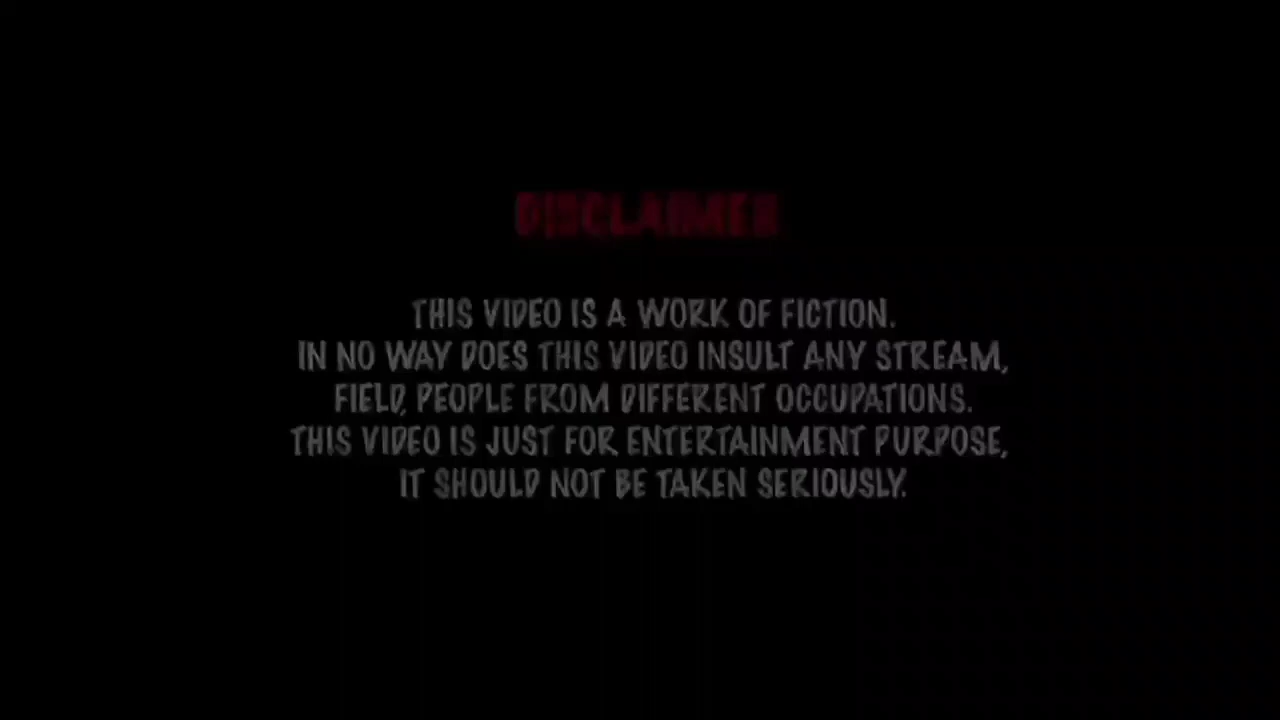 DISCLAIMER
THIS VIDEO IS A WORK OF FICTION.
IN NO WAY DOES THIS VIDEO INSULT ANY STREAM,
FIELD, PEOPLE FROM DIFFERENT OCCUPATIONS.
THIS VIDEO IS JUST FOR ENTERTAINMENT PURPOSE,
IT SHOULD NOT BE TAKEN SERIOUSLY.